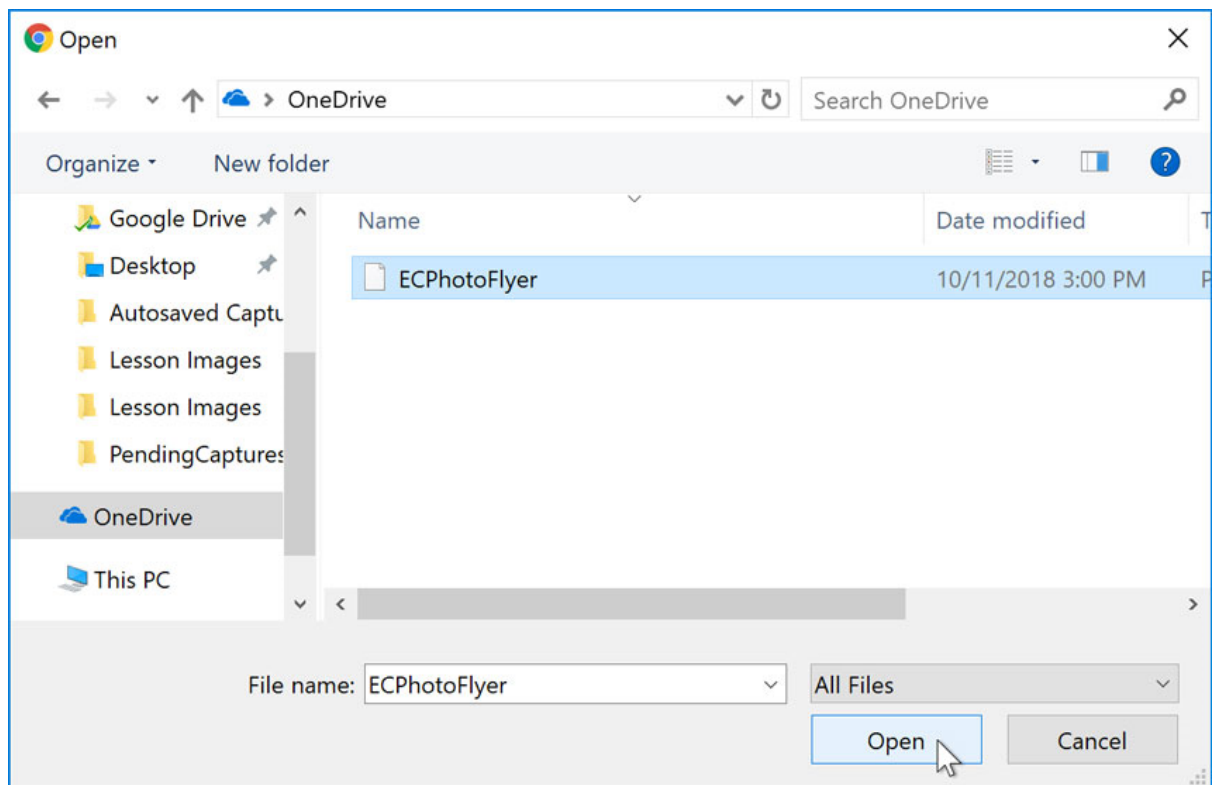 Open
OneDrive
Search OneDrive
Organize
New folder
?
Google Drive
Desktop
Autosaved Captu
Lesson Images
Lesson Images
PendingCaptures
OneDrive
This PC
Name
Date modified
T
ECPhotoFlyer
10/11/2018 3:00 PM
P
File name:
ECPhotoFlyer
All Files
Open
Cancel